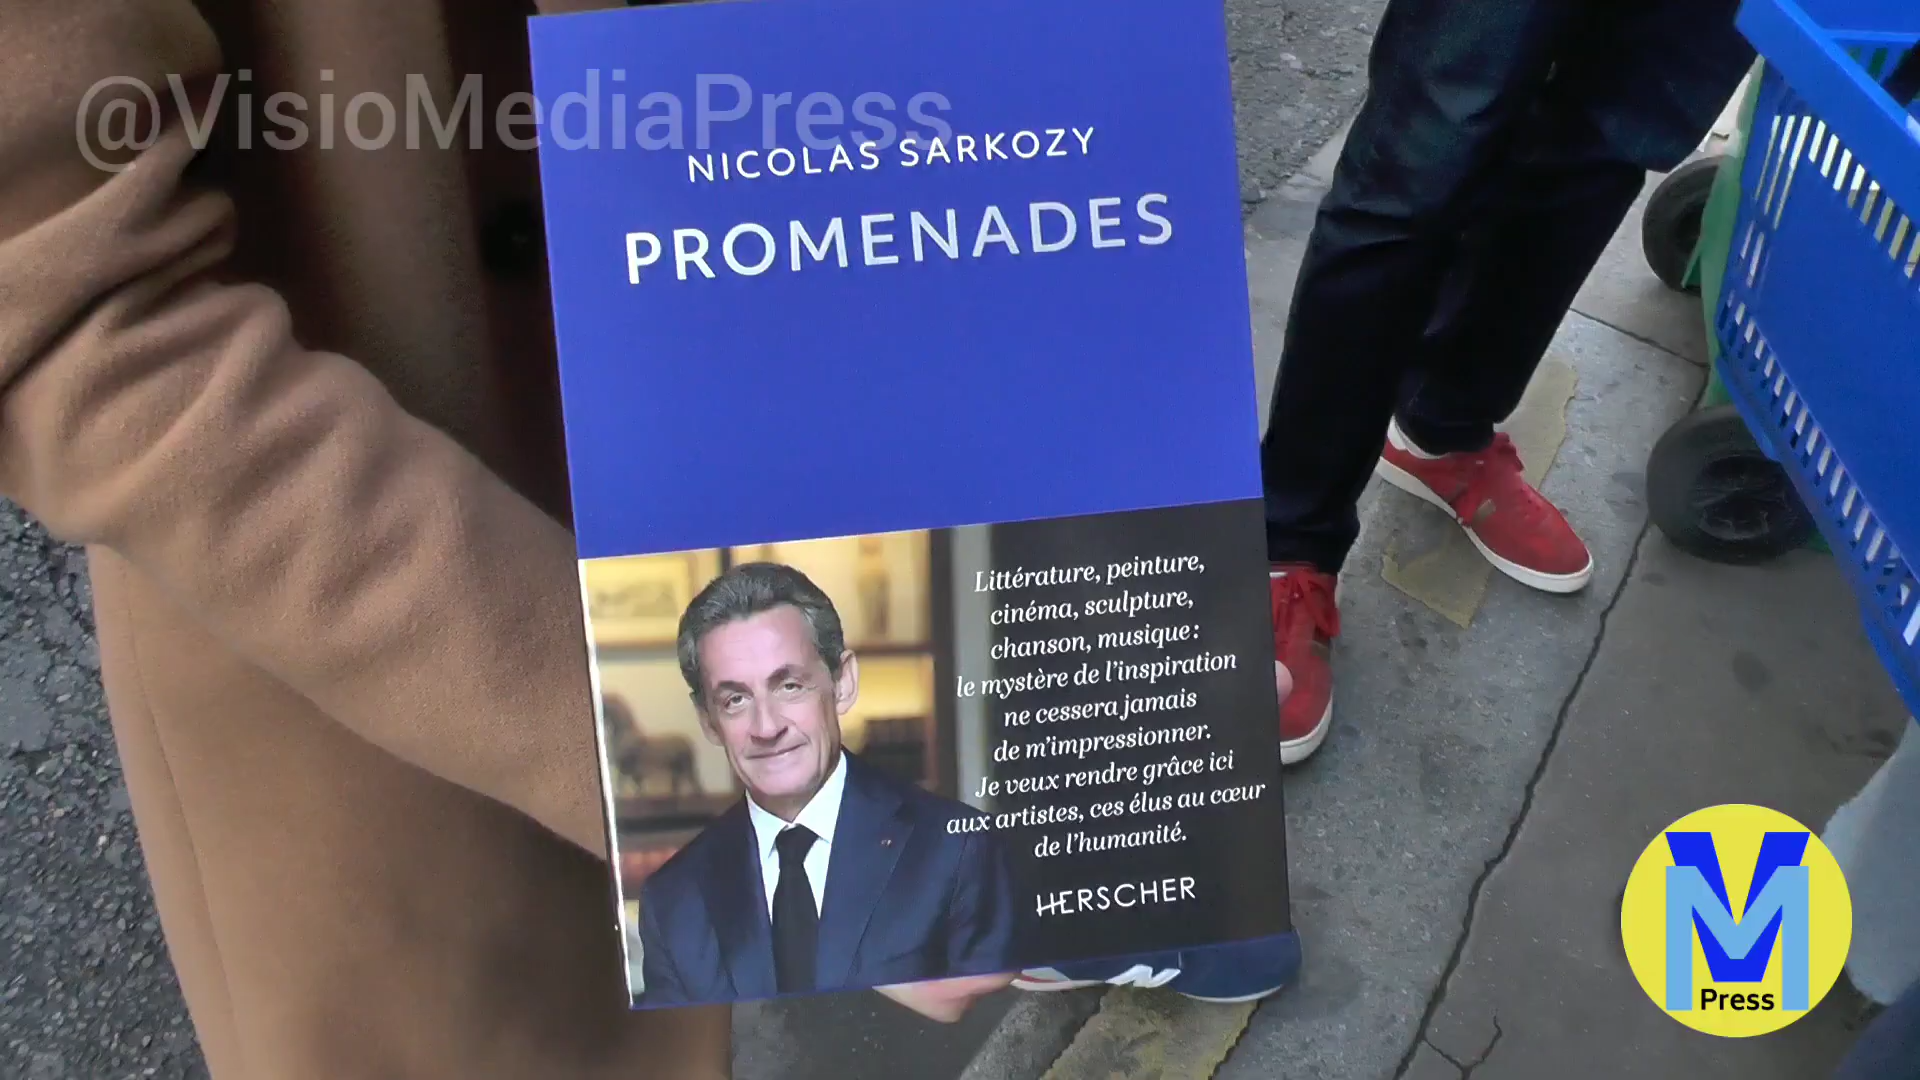 @VisioMediaPress
NICOLAS SARKOZY
PROMENADES
Littérature, peinture,
cinéma, sculpture,
chanson, musique :
le mystère de l'inspiration
ne cessera jamais
de m'impressionner.
Je veux rendre grâce ici
aux artistes, ces élus au cœur
de l'humanité.
HERSCHER
VM
Press